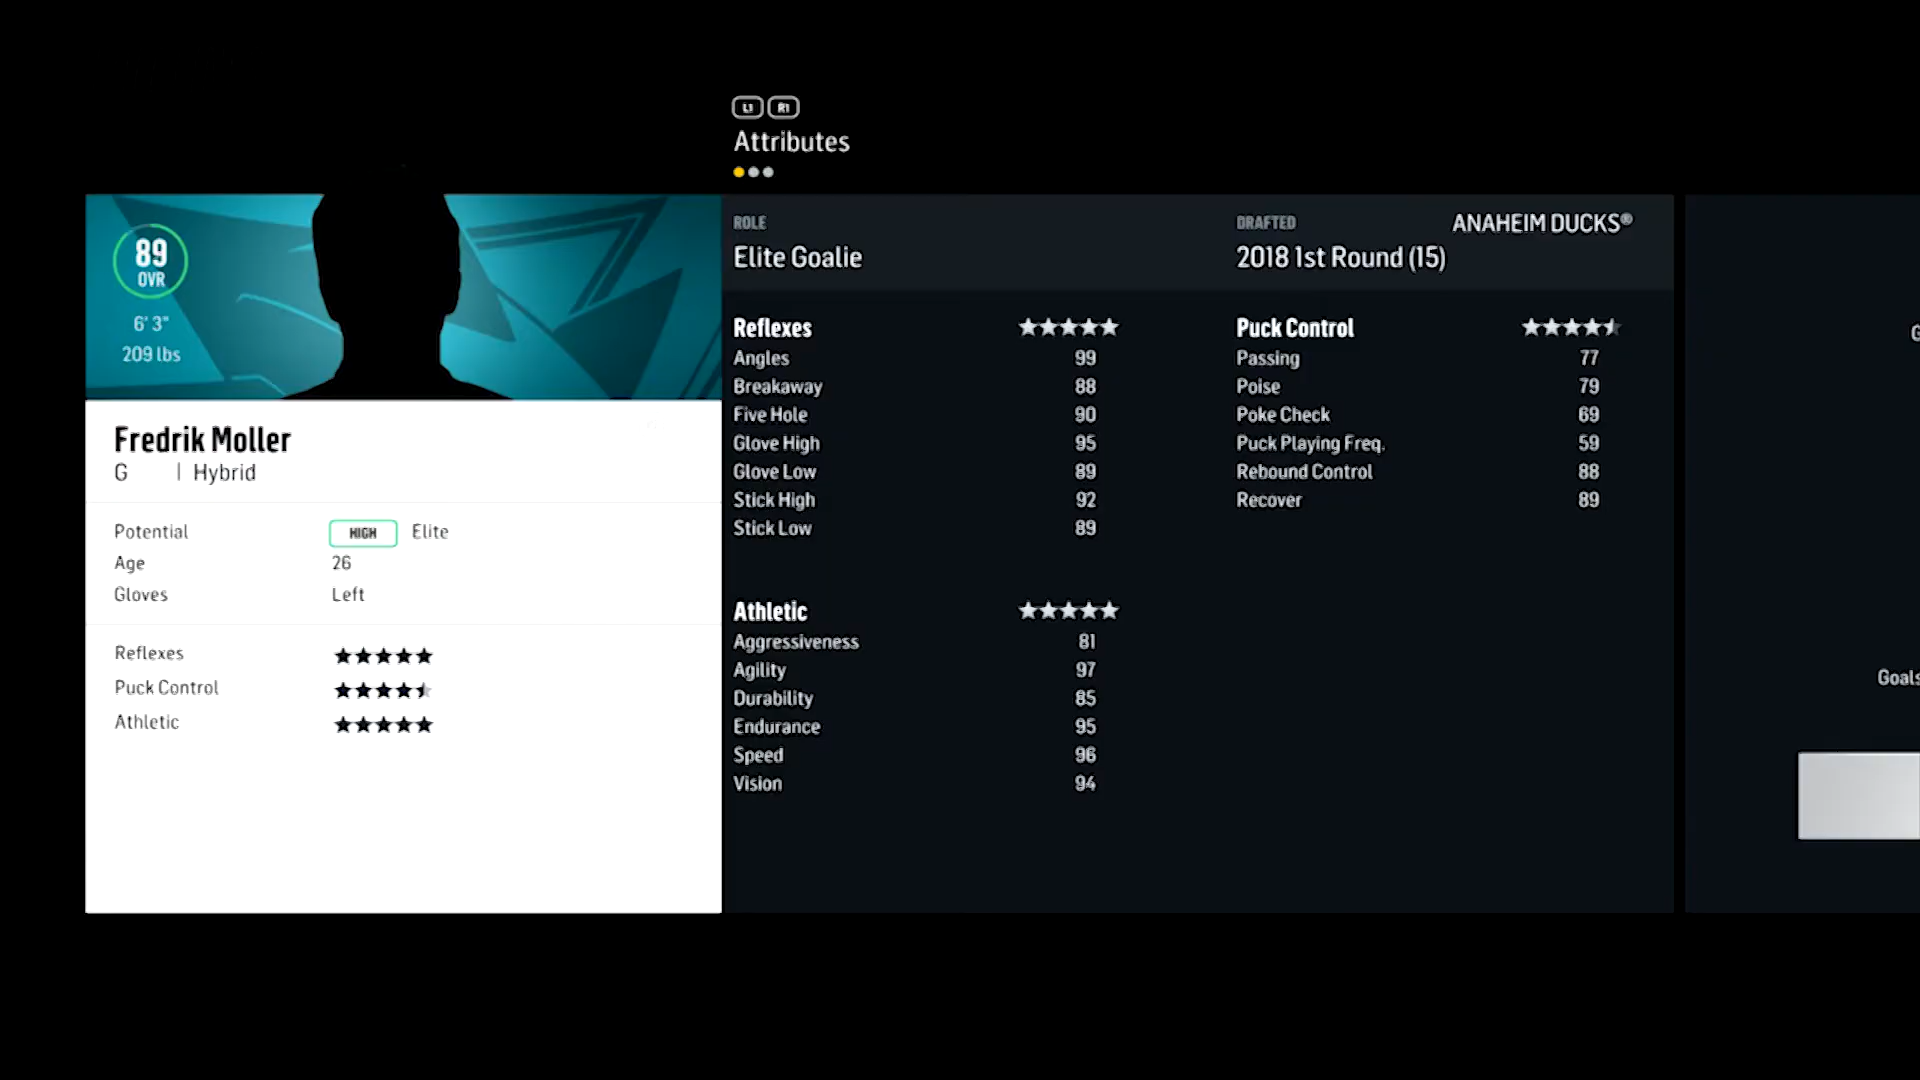 L1 R1
Attributes
89
OVR
6' 3"
209 lbs
Fredrik Moller
G | Hybrid
Potential HIGH Elite
Age 26
Gloves Left
Reflexes
Puck Control
Athletic
ROLE
Elite Goalie
DRAFTED
2018 1st Round (15)
ANAHEIM DUCKS®
Reflexes
Angles 99
Breakaway 88
Five Hole 90
Glove High 95
Glove Low 89
Stick High 92
Stick Low 89
Athletic
Aggressiveness 81
Agility 97
Durability 85
Endurance 95
Speed 96
Vision 94
Puck Control
Passing 77
Poise 79
Poke Check 69
Puck Playing Freq. 59
Rebound Control 88
Recover 89
G
Goals